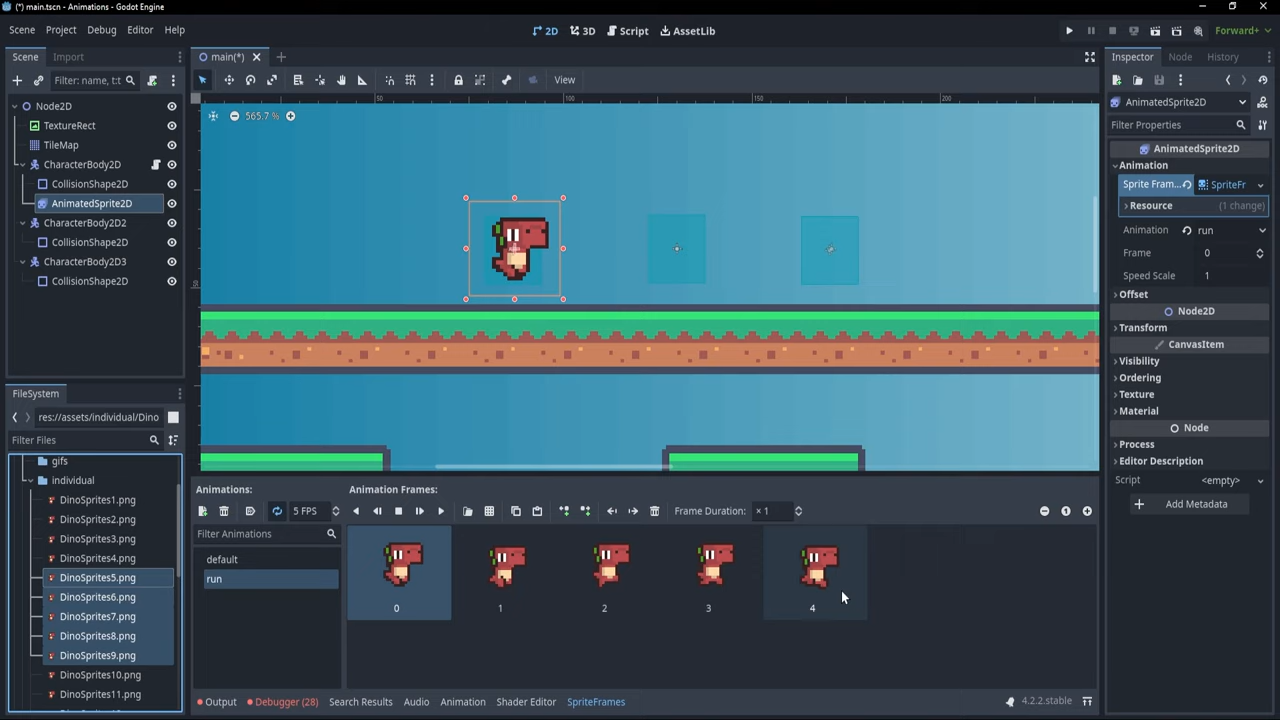 (*) main.tscn - Animations - Godot Engine
Scene Project Debug Editor Help
2D 3D Script AssetLib
Forward+
Scene Import
main(*)
Inspector Node History
Filter: name, t:t
View
Node2D
TextureRect
TileMap
CharacterBody2D
CollisionShape2D
AnimatedSprite2D
CharacterBody2D2
CollisionShape2D
CharacterBody2D3
CollisionShape2D
50 100 150 200
565.7 %
50
AnimatedSprite2D
Filter Properties
AnimatedSprite2D
Animation
Sprite Fram... SpriteFr
Resource (1 change)
Animation run
Frame 0
Speed Scale 1
Offset
Node2D
Transform
CanvasItem
Visibility
Ordering
Texture
Material
Node
Process
Editor Description
Script <empty>
Add Metadata
FileSystem
res://assets/individual/Dino
Filter Files
gifs
individual
DinoSprites1.png
DinoSprites2.png
DinoSprites3.png
DinoSprites4.png
DinoSprites5.png
DinoSprites6.png
DinoSprites7.png
DinoSprites8.png
DinoSprites9.png
DinoSprites10.png
DinoSprites11.png
Animations: Animation Frames:
5 FPS
Frame Duration: × 1
Filter Animations
default
run
0 1 2 3 4
Output Debugger (28) Search Results Audio Animation Shader Editor SpriteFrames
4.2.2.stable